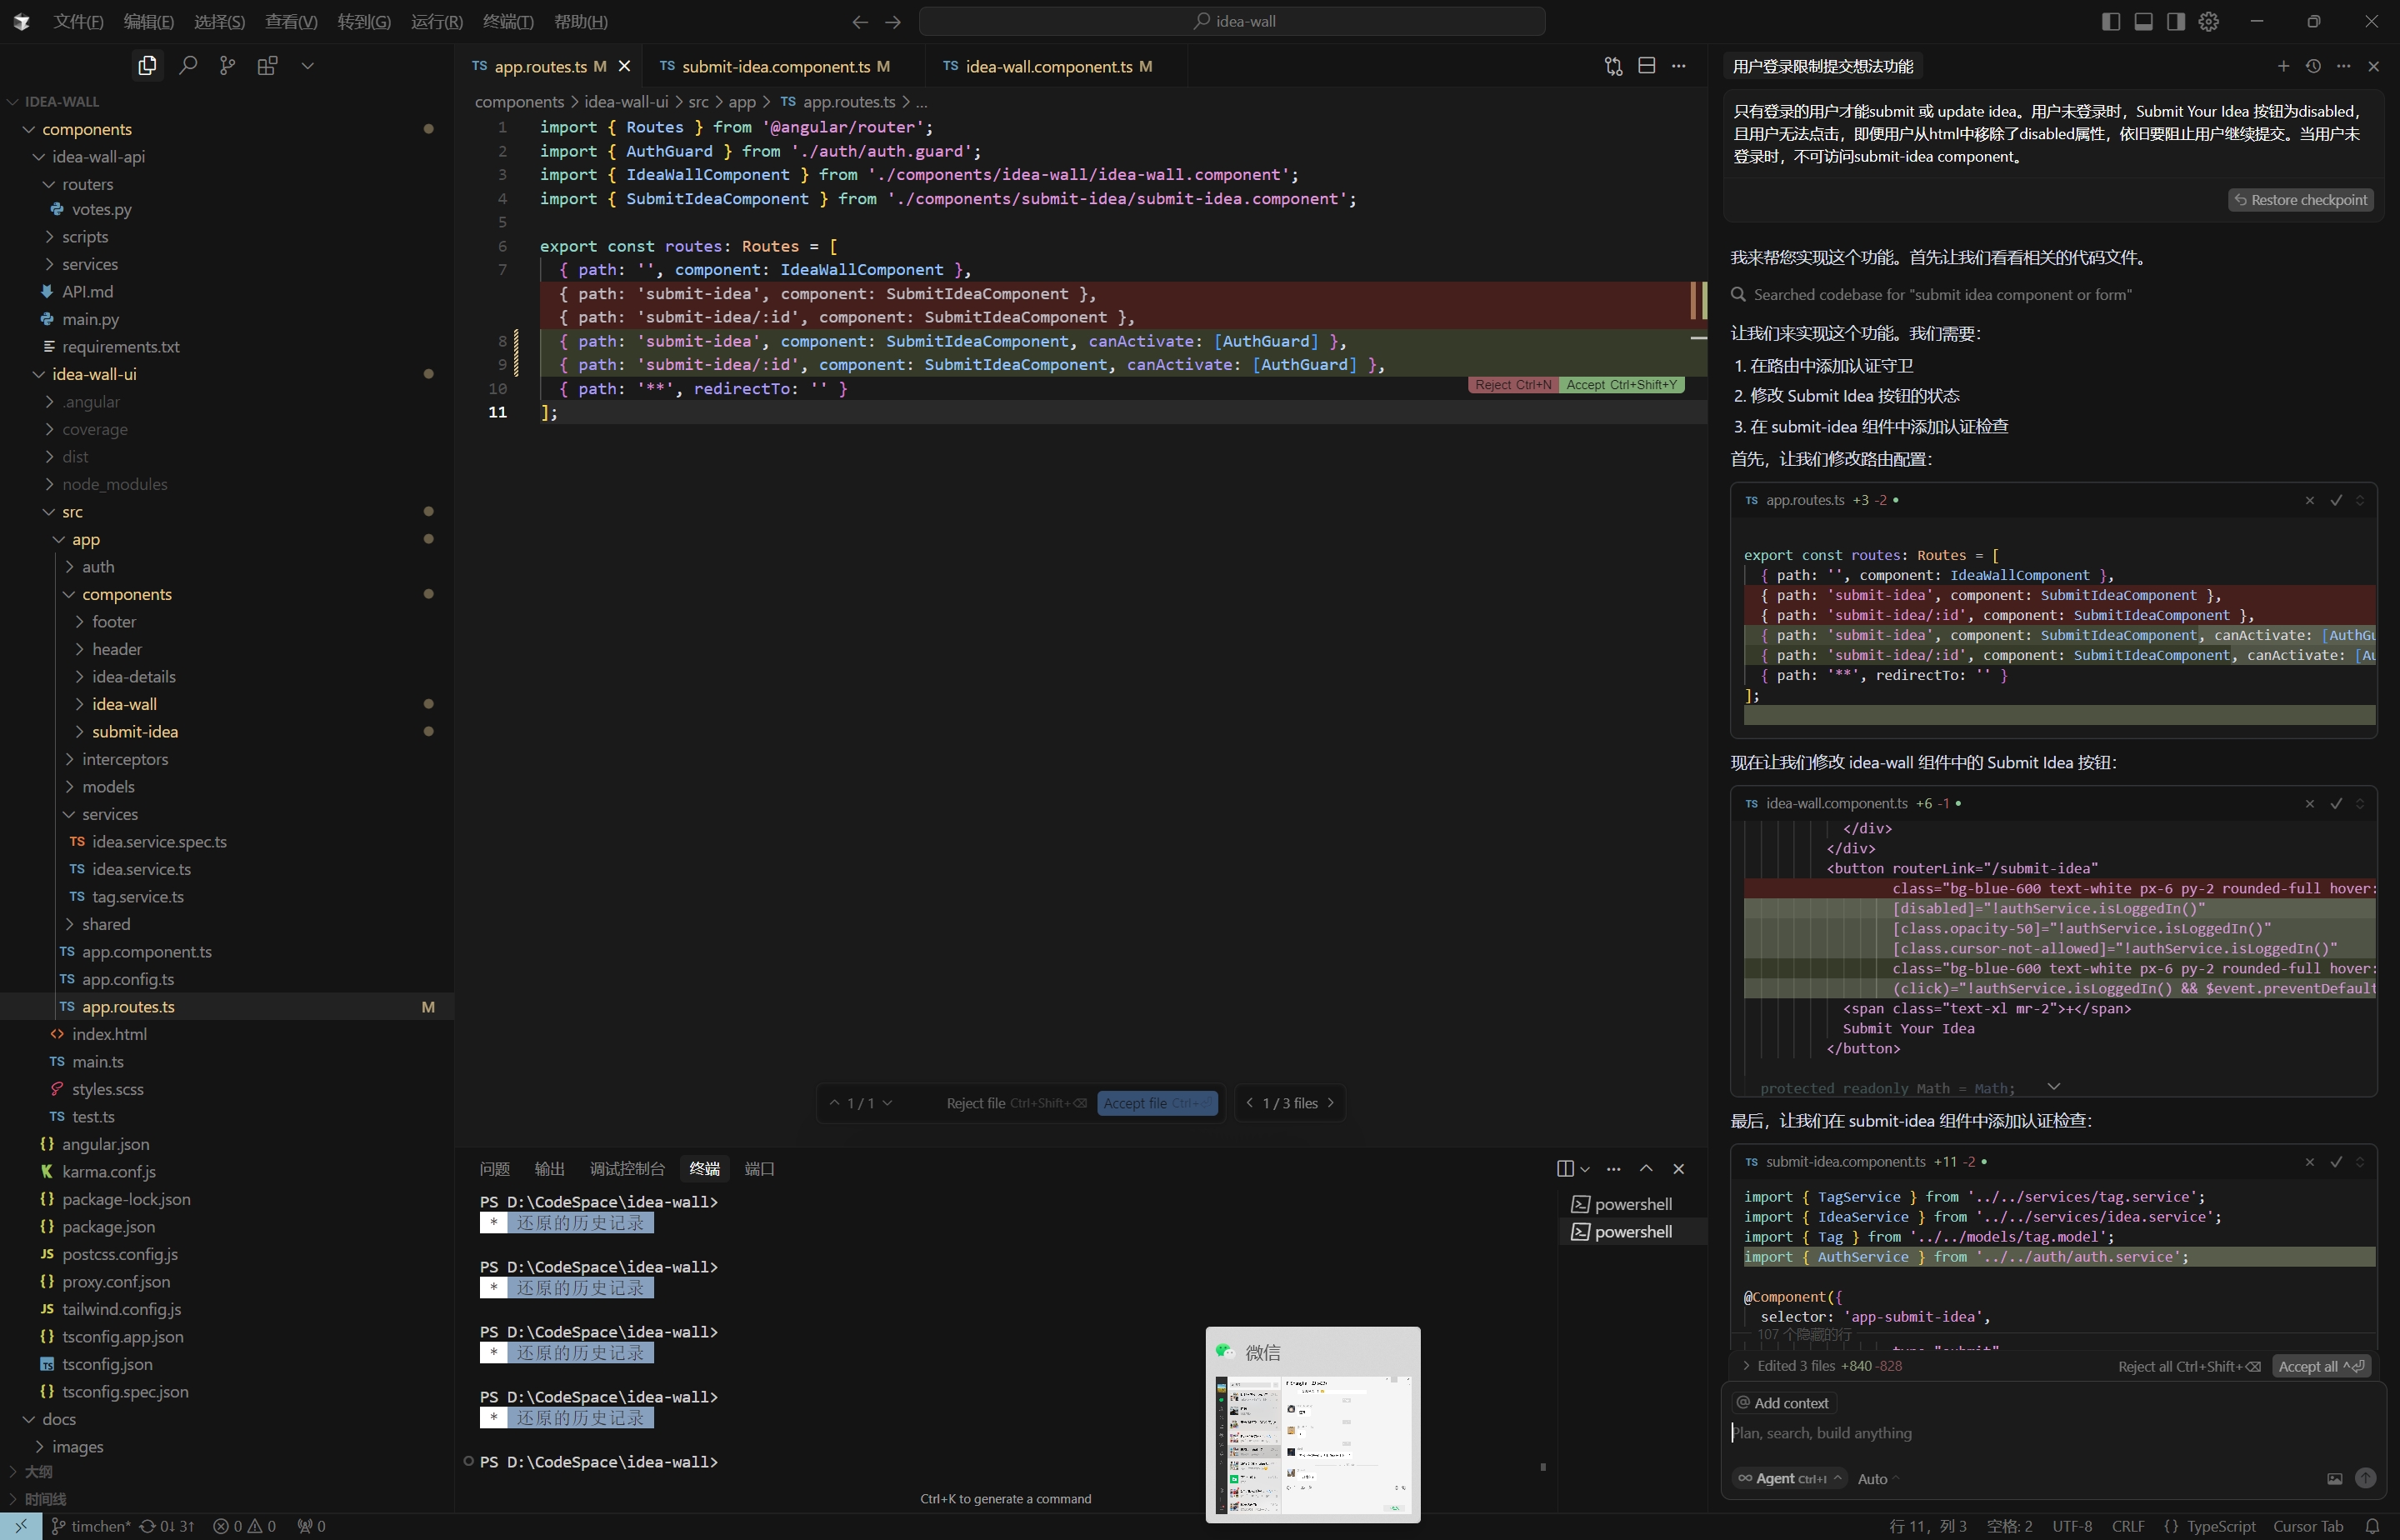 文件(F) 编辑(E) 选择(S) 查看(V) 转到(G) 运行(R) 终端(T) 帮助(H)
idea-wall
IDEA-WALL
components
idea-wall-api
routers
votes.py
scripts
services
API.md
main.py
requirements.txt
idea-wall-ui
.angular
coverage
dist
node_modules
src
app
auth
components
footer
header
idea-details
idea-wall
submit-idea
interceptors
models
services
TS idea.service.spec.ts
TS idea.service.ts
TS tag.service.ts
shared
TS app.component.ts
TS app.config.ts
TS app.routes.ts M
index.html
TS main.ts
styles.scss
TS test.ts
{} angular.json
karma.conf.js
{} package-lock.json
{} package.json
JS postcss.config.js
{} proxy.conf.json
JS tailwind.config.js
{} tsconfig.app.json
TS tsconfig.json
{} tsconfig.spec.json
docs
images
大纲
时间线
TS app.routes.ts M TS submit-idea.component.ts M TS idea-wall.component.ts M
components > idea-wall-ui > src > app > TS app.routes.ts > ...
1 import { Routes } from '@angular/router';
2 import { AuthGuard } from './auth/auth.guard';
3 import { IdeaWallComponent } from './components/idea-wall/idea-wall.component';
4 import { SubmitIdeaComponent } from './components/submit-idea/submit-idea.component';
5
6 export const routes: Routes = [
7 { path: '', component: IdeaWallComponent },
{ path: 'submit-idea', component: SubmitIdeaComponent },
{ path: 'submit-idea/:id', component: SubmitIdeaComponent },
8 { path: 'submit-idea', component: SubmitIdeaComponent, canActivate: [AuthGuard] },
9 { path: 'submit-idea/:id', component: SubmitIdeaComponent, canActivate: [AuthGuard] },
10 { path: '**', redirectTo: '' }
Reject Ctrl+N Accept Ctrl+Shift+Y
11 ];
1 / 1 Reject file Ctrl+Shift+⌫ Accept file Ctrl+⏎ 1 / 3 files
问题 输出 调试控制台 终端 端口
PS D:\CodeSpace\idea-wall>
* 还原的历史记录
PS D:\CodeSpace\idea-wall>
* 还原的历史记录
PS D:\CodeSpace\idea-wall>
* 还原的历史记录
PS D:\CodeSpace\idea-wall>
* 还原的历史记录
PS D:\CodeSpace\idea-wall>
Ctrl+K to generate a command
powershell
powershell
微信
用户登录限制提交想法功能
只有登录的用户才能submit 或 update idea。用户未登录时，Submit Your Idea 按钮为disabled，
且用户无法点击，即便用户从html中移除了disabled属性，依旧要阻止用户继续提交。当用户未
登录时，不可访问submit-idea component。
Restore checkpoint
我来帮您实现这个功能。首先让我们看看相关的代码文件。
Searched codebase for "submit idea component or form"
让我们来实现这个功能。我们需要：
1. 在路由中添加认证守卫
2. 修改 Submit Idea 按钮的状态
3. 在 submit-idea 组件中添加认证检查
首先，让我们修改路由配置：
TS app.routes.ts +3 -2 •
export const routes: Routes = [
{ path: '', component: IdeaWallComponent },
{ path: 'submit-idea', component: SubmitIdeaComponent },
{ path: 'submit-idea/:id', component: SubmitIdeaComponent },
{ path: 'submit-idea', component: SubmitIdeaComponent, canActivate: [AuthGu
{ path: 'submit-idea/:id', component: SubmitIdeaComponent, canActivate: [Au
{ path: '**', redirectTo: '' }
];
现在让我们修改 idea-wall 组件中的 Submit Idea 按钮：
TS idea-wall.component.ts +6 -1 •
</div>
</div>
<button routerLink="/submit-idea"
class="bg-blue-600 text-white px-6 py-2 rounded-full hover:
[disabled]="!authService.isLoggedIn()"
[class.opacity-50]="!authService.isLoggedIn()"
[class.cursor-not-allowed]="!authService.isLoggedIn()"
class="bg-blue-600 text-white px-6 py-2 rounded-full hover:
(click)="!authService.isLoggedIn() && $event.preventDefault
<span class="text-xl mr-2">+</span>
Submit Your Idea
</button>
protected readonly Math = Math;
最后，让我们在 submit-idea 组件中添加认证检查：
TS submit-idea.component.ts +11 -2 •
import { TagService } from '../../services/tag.service';
import { IdeaService } from '../../services/idea.service';
import { Tag } from '../../models/tag.model';
import { AuthService } from '../../auth/auth.service';
@Component({
selector: 'app-submit-idea',
107 个隐藏的行
type="submit"
Edited 3 files +840 -828 Reject all Ctrl+Shift+⌫ Accept all ^⏎
@ Add context
Plan, search, build anything
∞ Agent Ctrl+I Auto
timchen* 0↓ 3↑ 0 0 0
行 11，列 3 空格: 2 UTF-8 CRLF {} TypeScript Cursor Tab